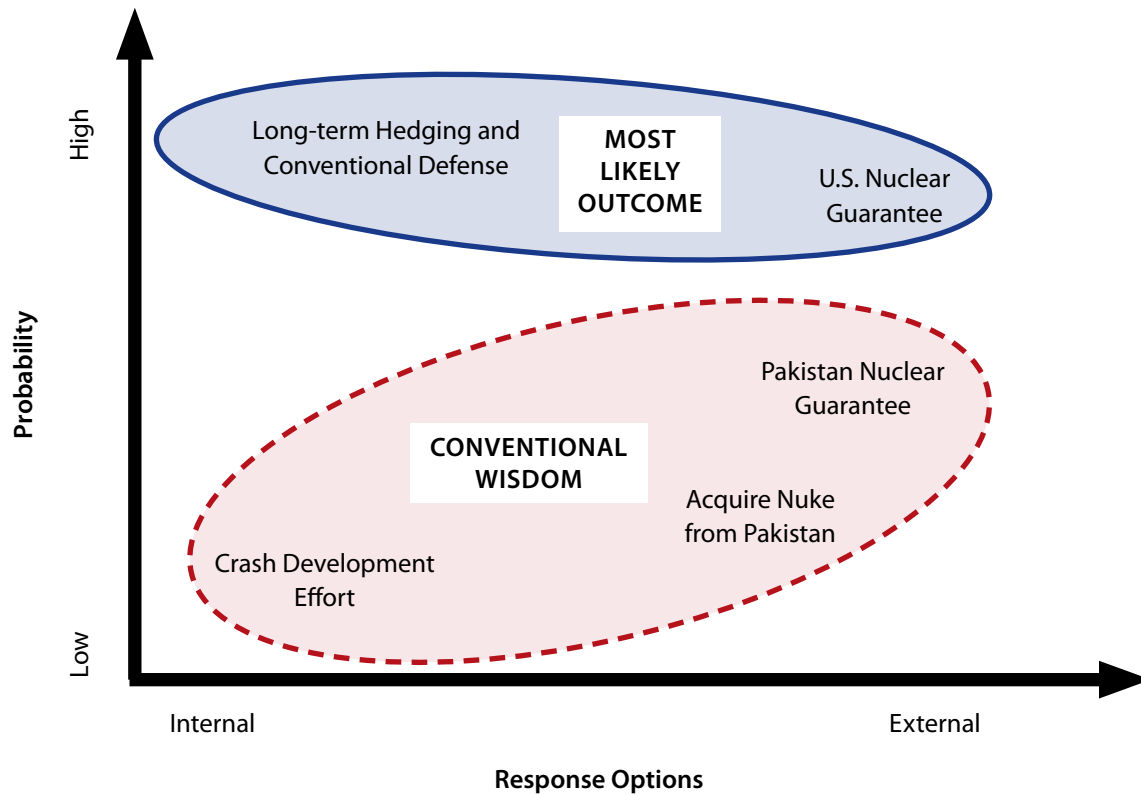 High
Long-term Hedging and
Conventional Defense
MOST
LIKELY
OUTCOME
U.S. Nuclear
Guarantee
Probability
Pakistan Nuclear
Guarantee
CONVENTIONAL
WISDOM
Acquire Nuke
from Pakistan
Crash Development
Effort
Low
Internal
External
Response Options